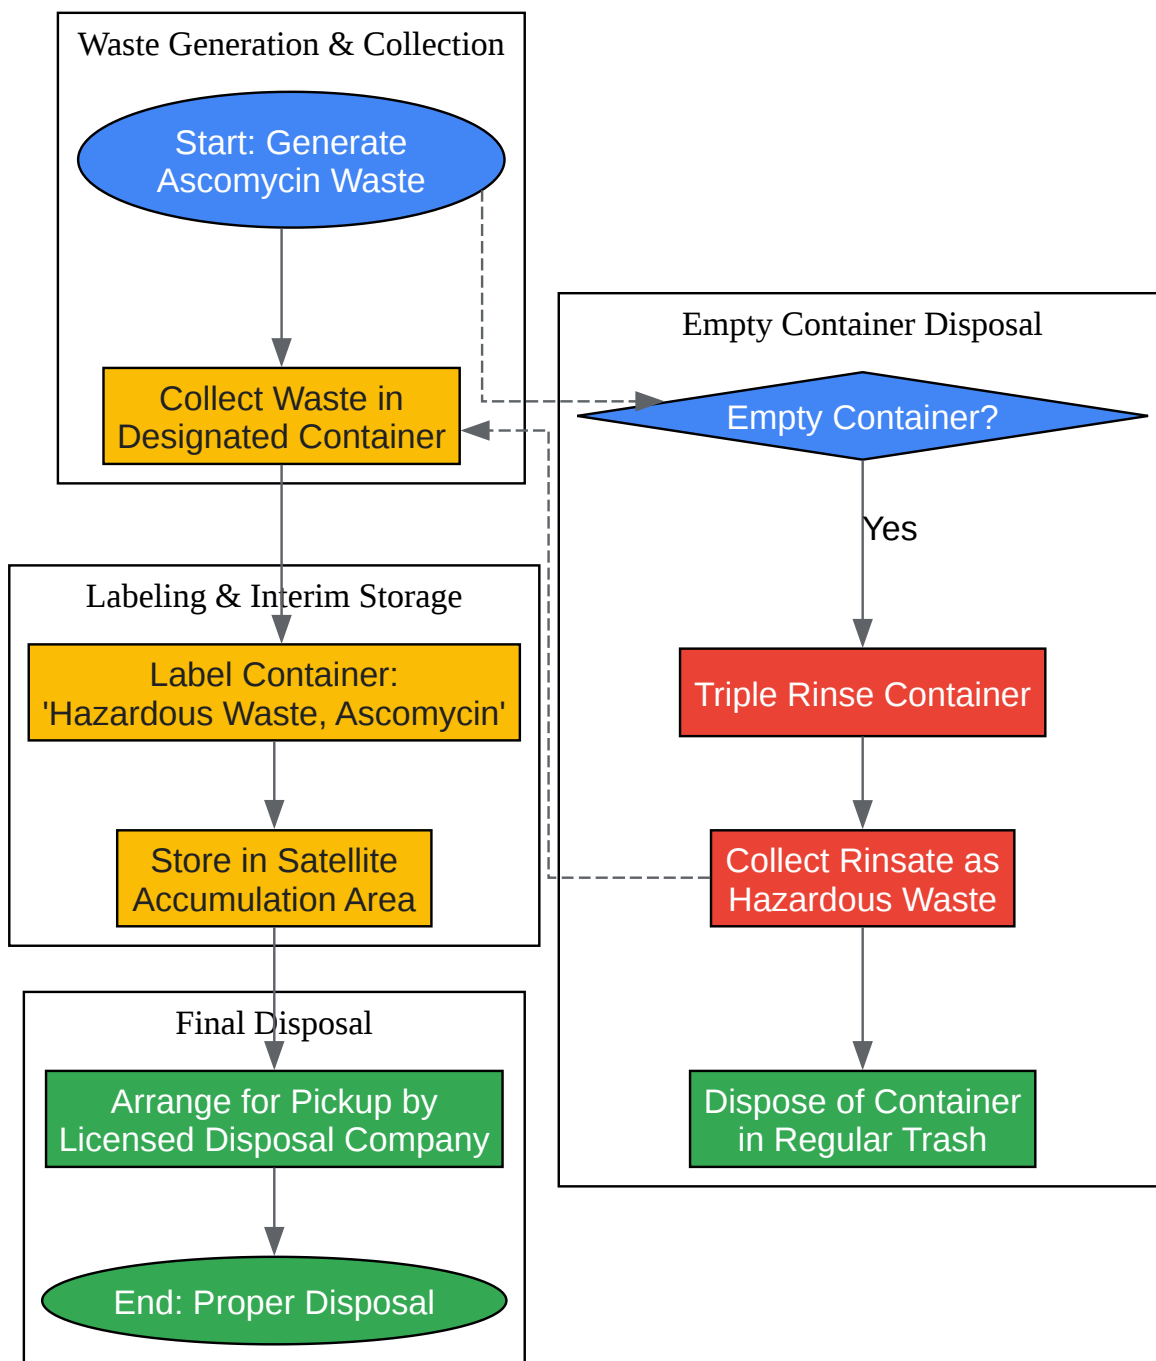 Waste Generation & Collection
Start: Generate
Ascomycin Waste
Collect Waste in
Designated Container
Labeling & Interim Storage
Label Container:
'Hazardous Waste, Ascomycin'
Store in Satellite
Accumulation Area
Final Disposal
Arrange for Pickup by
Licensed Disposal Company
End: Proper Disposal
Empty Container Disposal
Empty Container?
Yes
Triple Rinse Container
Collect Rinsate as
Hazardous Waste
Dispose of Container
in Regular Trash